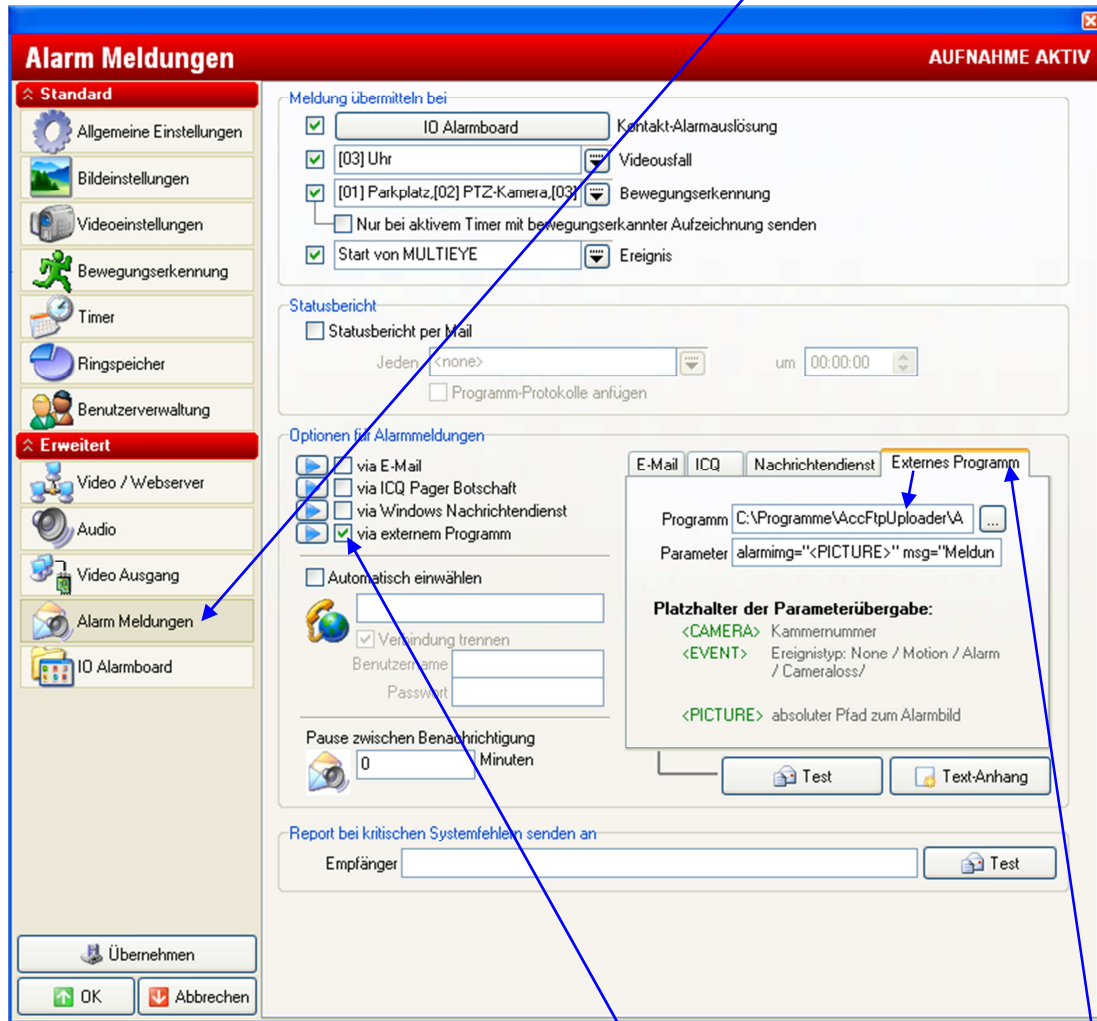 Alarm Meldungen
AUFNAHME AKTIV
Standard
Allgemeine Einstellungen
Bildeinstellungen
Videoeinstellungen
Bewegungserkennung
Timer
Ringspeicher
Benutzerverwaltung
Erweitert
Video / Webserver
Audio
Video Ausgang
Alarm Meldungen
IO Alarmboard
Übernehmen
OK
Abbrechen
Meldung übermitteln bei
IO Alarmboard
Kontakt-Alarmauslösung
[03] Uhr
Videousfall
[01] Parkplatz,[02] PTZ-Kamera,[03]
Bewegungserkennung
Nur bei aktivem Timer mit bewegungserkannter Aufzeichnung senden
Start von MULTIEYE
Ereignis
Statusbericht
Statusbericht per Mail
Jeden <none> um 00:00:00
Programm-Protokolle anfügen
Optionen für Alarmmeldungen
via E-Mail
via ICQ Pager Botschaft
via Windows Nachrichtendienst
via externem Programm
Automatisch einwählen
Verbindung trennen
Benutzername
Passwort
Pause zwischen Benachrichtigung
0 Minuten
E-Mail ICQ Nachrichtendienst Externes Programm
Programm C:\Programme\AccFtpUploader\A ...
Parameter alarmimg="<PICTURE>" msg="Meldun
Platzhalter der Parameterübergabe:
<CAMERA> Kammernummer
<EVENT> Ereignistyp: None / Motion / Alarm
/ Cameraloss/
<PICTURE> absoluter Pfad zum Alarmbild
Test
Text-Anhang
Report bei kritischen Systemfehlern senden an
Empfänger
Test